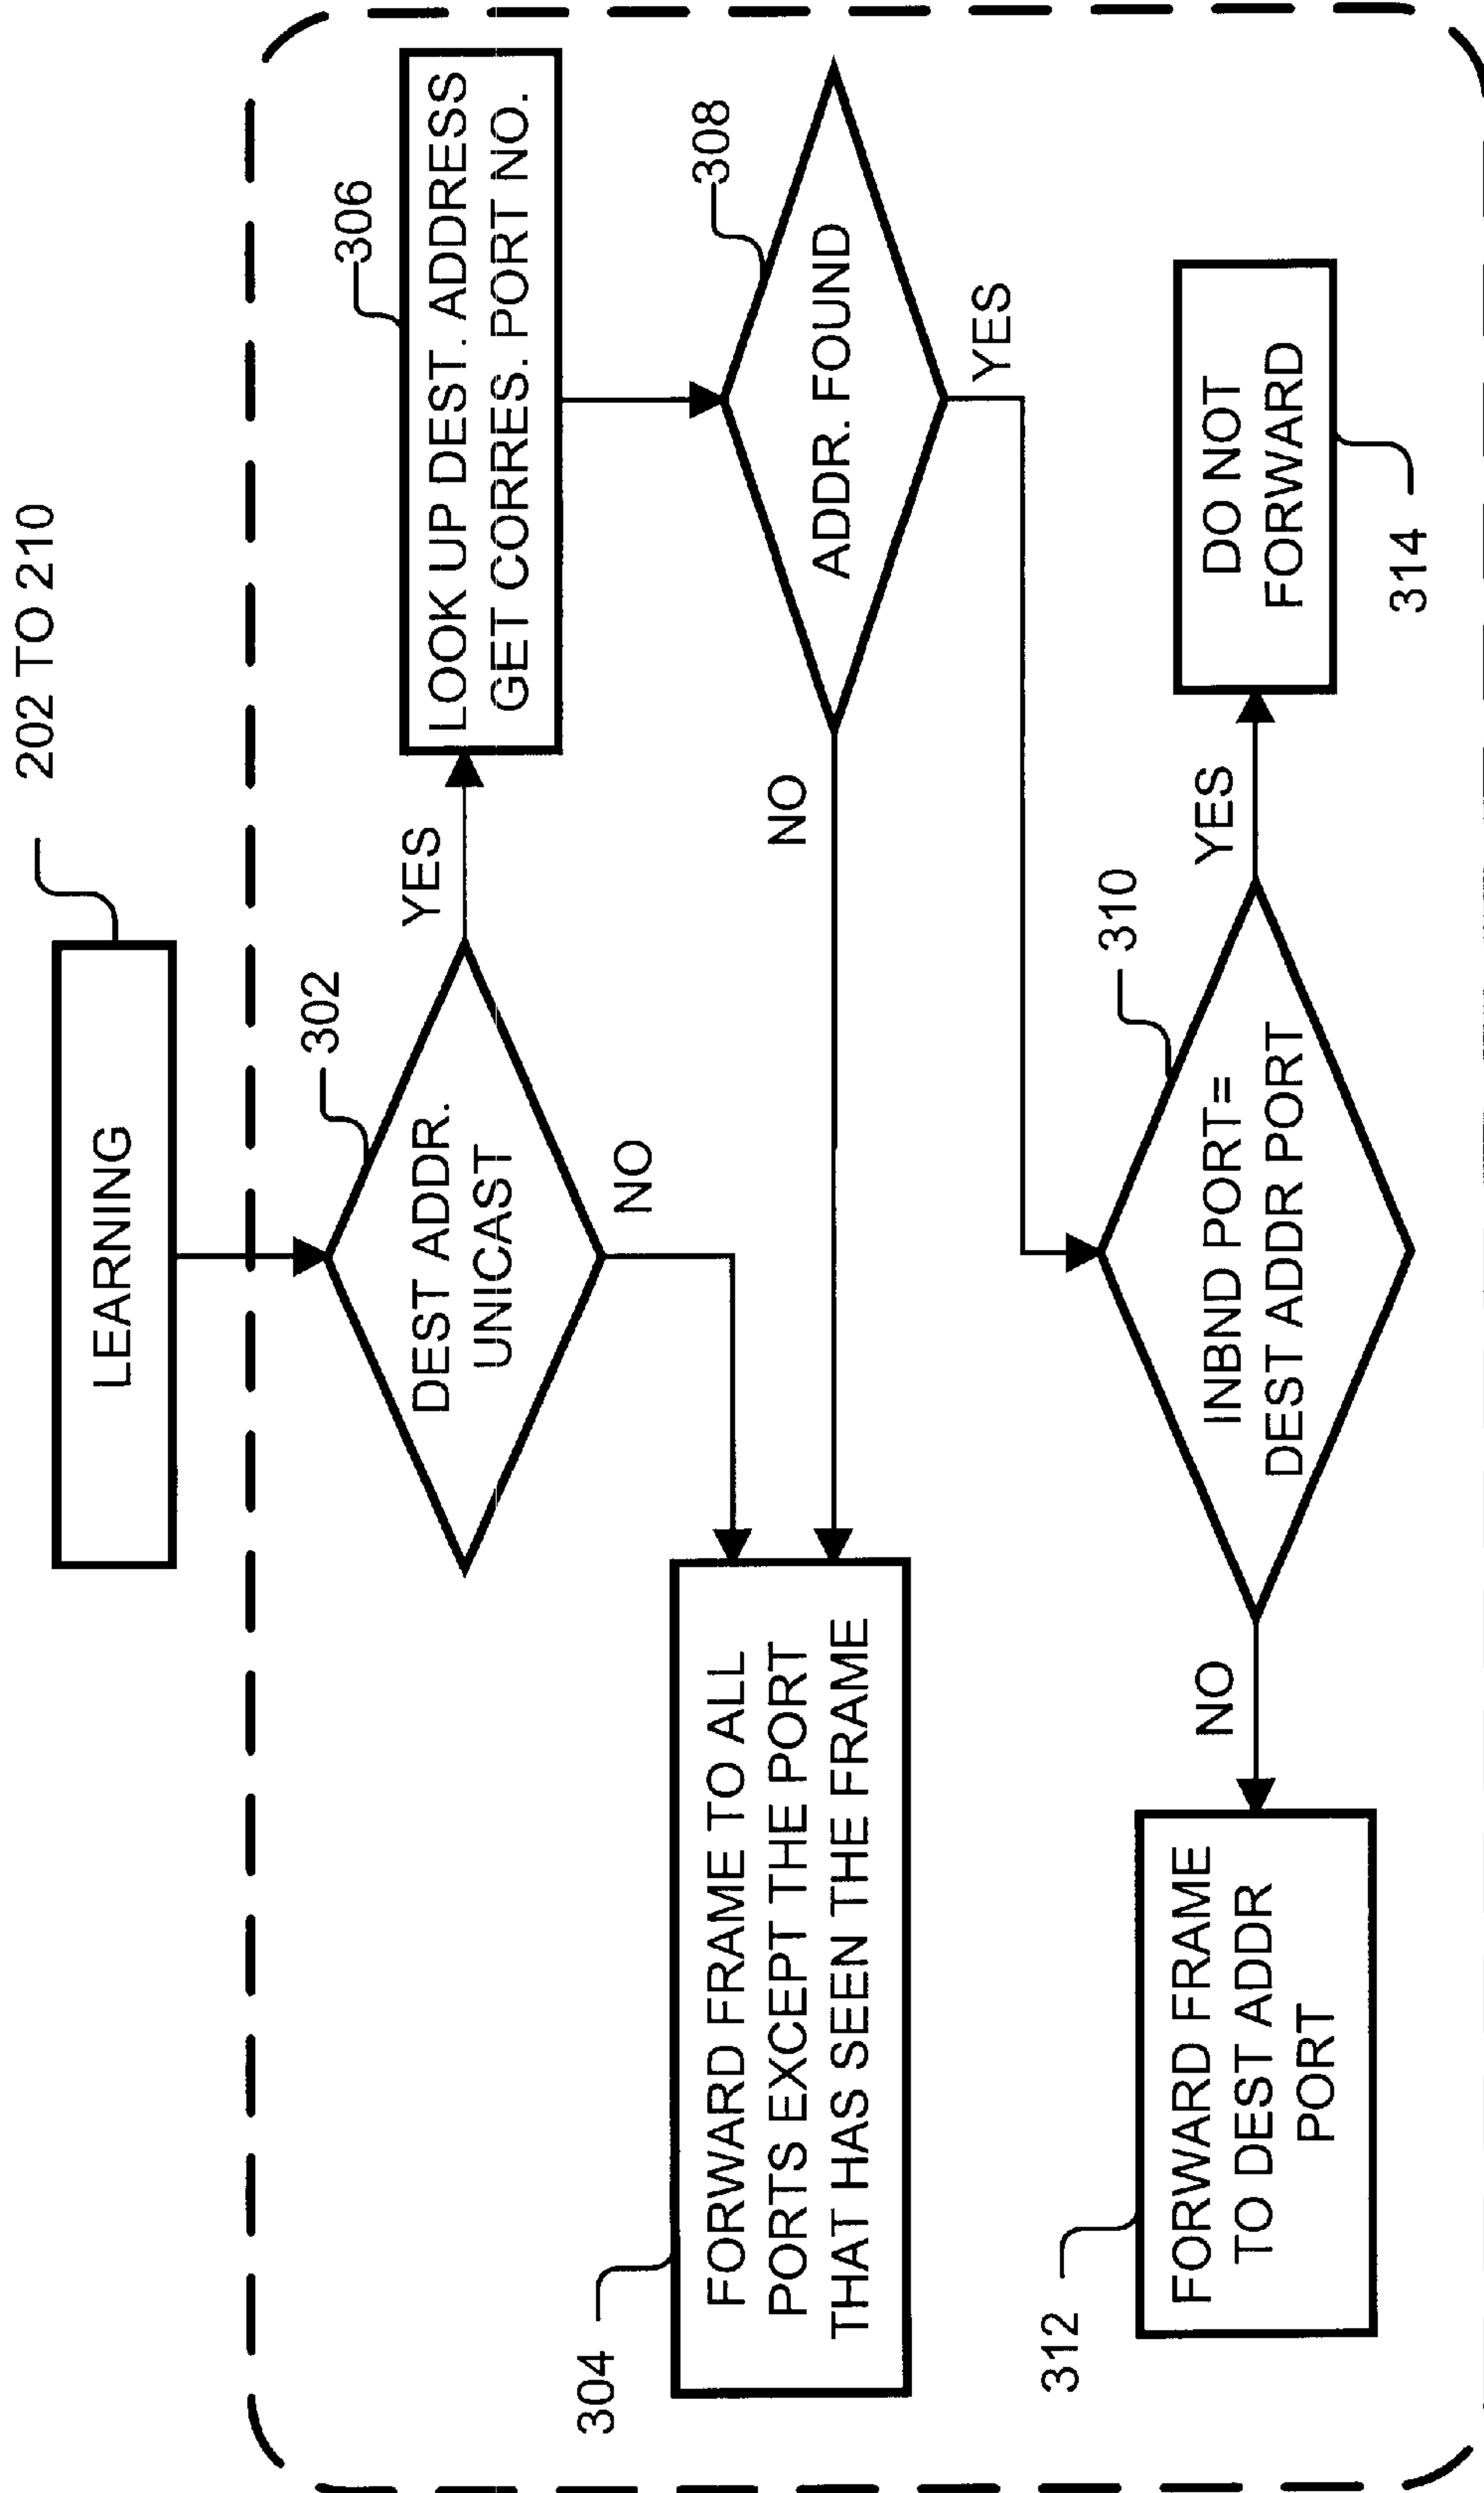 202 TO 210
LEARNING
302
DEST ADDR.
UNICAST
YES
NO
306
LOOK UP DEST. ADDRESS
GET CORRES. PORT NO.
308
ADDR. FOUND
NO
YES
304
FORWARD FRAME TO ALL
PORTS EXCEPT THE PORT
THAT HAS SEEN THE FRAME
310
INBND PORT=
DEST ADDR PORT
NO
YES
312
FORWARD FRAME
TO DEST ADDR
PORT
DO NOT
FORWARD
314